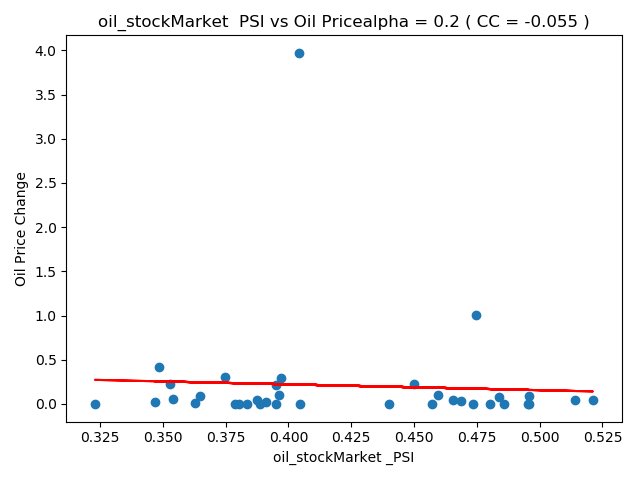 oil_stockMarket  PSI vs Oil Pricealpha = 0.2 ( CC = -0.055 )
4.0
3.5
3.0
2.5
2.0
1.5
1.0
0.5
0.0
Oil Price Change
0.325 0.350 0.375 0.400 0.425 0.450 0.475 0.500 0.525
oil_stockMarket _PSI